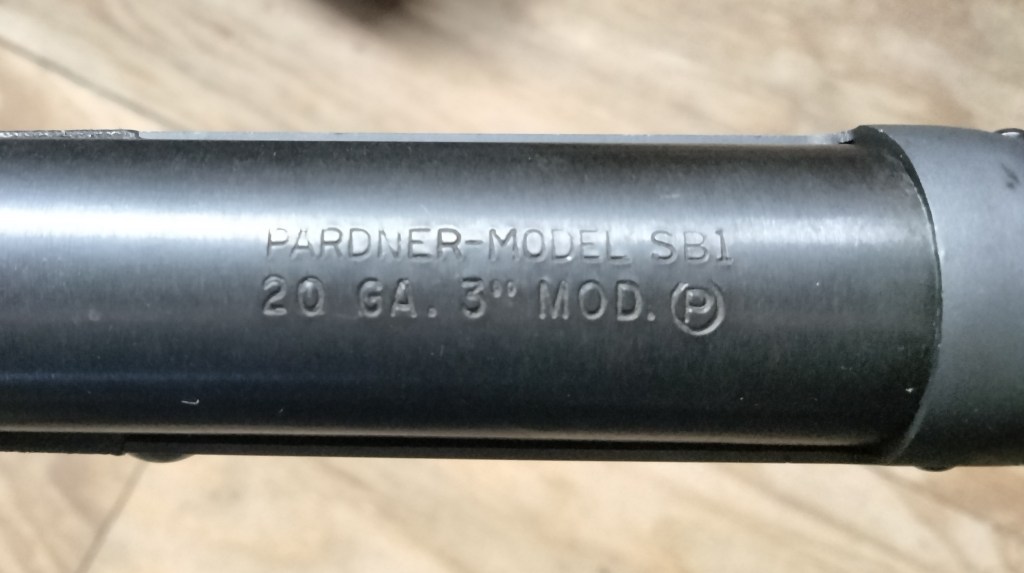 PARDNER-MODEL SB1
20 GA. 3" MOD. Ⓟ